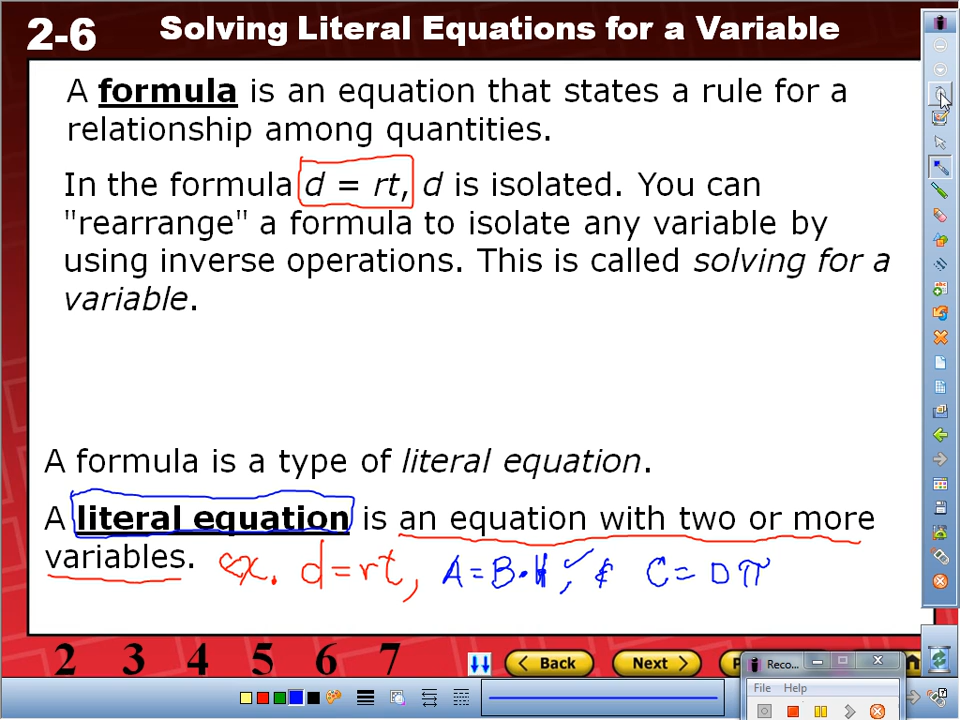 2-6 Solving Literal Equations for a Variable
A formula is an equation that states a rule for a
relationship among quantities.
In the formula d = rt, d is isolated. You can
"rearrange" a formula to isolate any variable by
using inverse operations. This is called solving for a
variable.
A formula is a type of literal equation.
A literal equation is an equation with two or more
variables. ex. d = rt, A = B·H, & C = D π
2 3 4 5 6 7 Back Next
Reco...
File Help